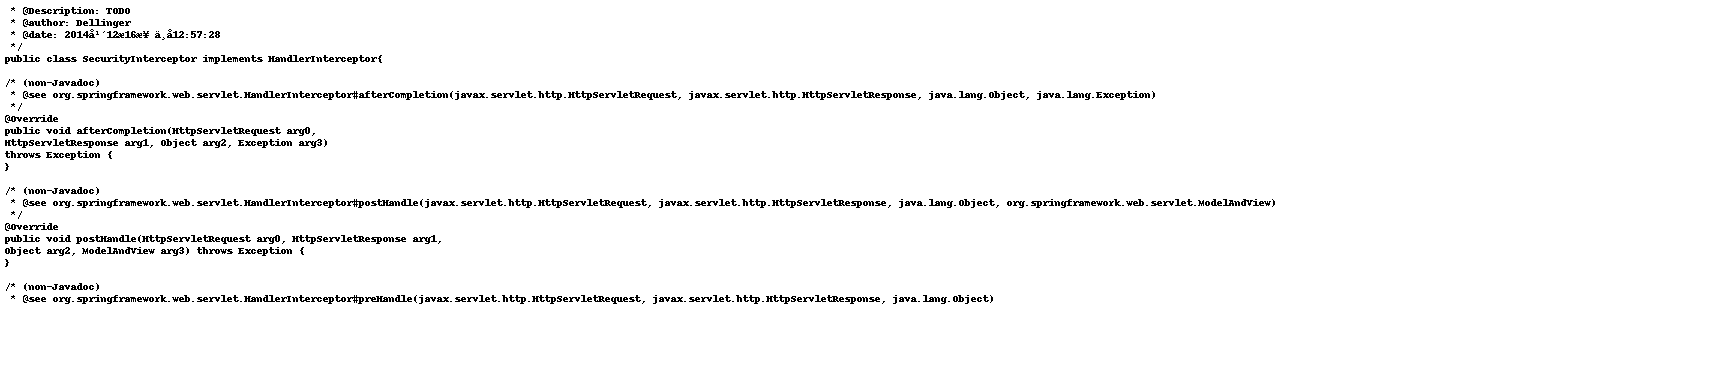 * @Description: TODO
 * @author: Dellinger
 * @date: 2014å¹´12æ16æ¥ ä¸å12:57:28
 */
public class SecurityInterceptor implements HandlerInterceptor{

/* (non-Javadoc)
 * @see org.springframework.web.servlet.HandlerInterceptor#afterCompletion(javax.servlet.http.HttpServletRequest, javax.servlet.http.HttpServletResponse, java.lang.Object, java.lang.Exception)
 */
@Override
public void afterCompletion(HttpServletRequest arg0,
HttpServletResponse arg1, Object arg2, Exception arg3)
throws Exception {
}

/* (non-Javadoc)
 * @see org.springframework.web.servlet.HandlerInterceptor#postHandle(javax.servlet.http.HttpServletRequest, javax.servlet.http.HttpServletResponse, java.lang.Object, org.springframework.web.servlet.ModelAndView)
 */
@Override
public void postHandle(HttpServletRequest arg0, HttpServletResponse arg1,
Object arg2, ModelAndView arg3) throws Exception {
}

/* (non-Javadoc)
 * @see org.springframework.web.servlet.HandlerInterceptor#preHandle(javax.servlet.http.HttpServletRequest, javax.servlet.http.HttpServletResponse, java.lang.Object)